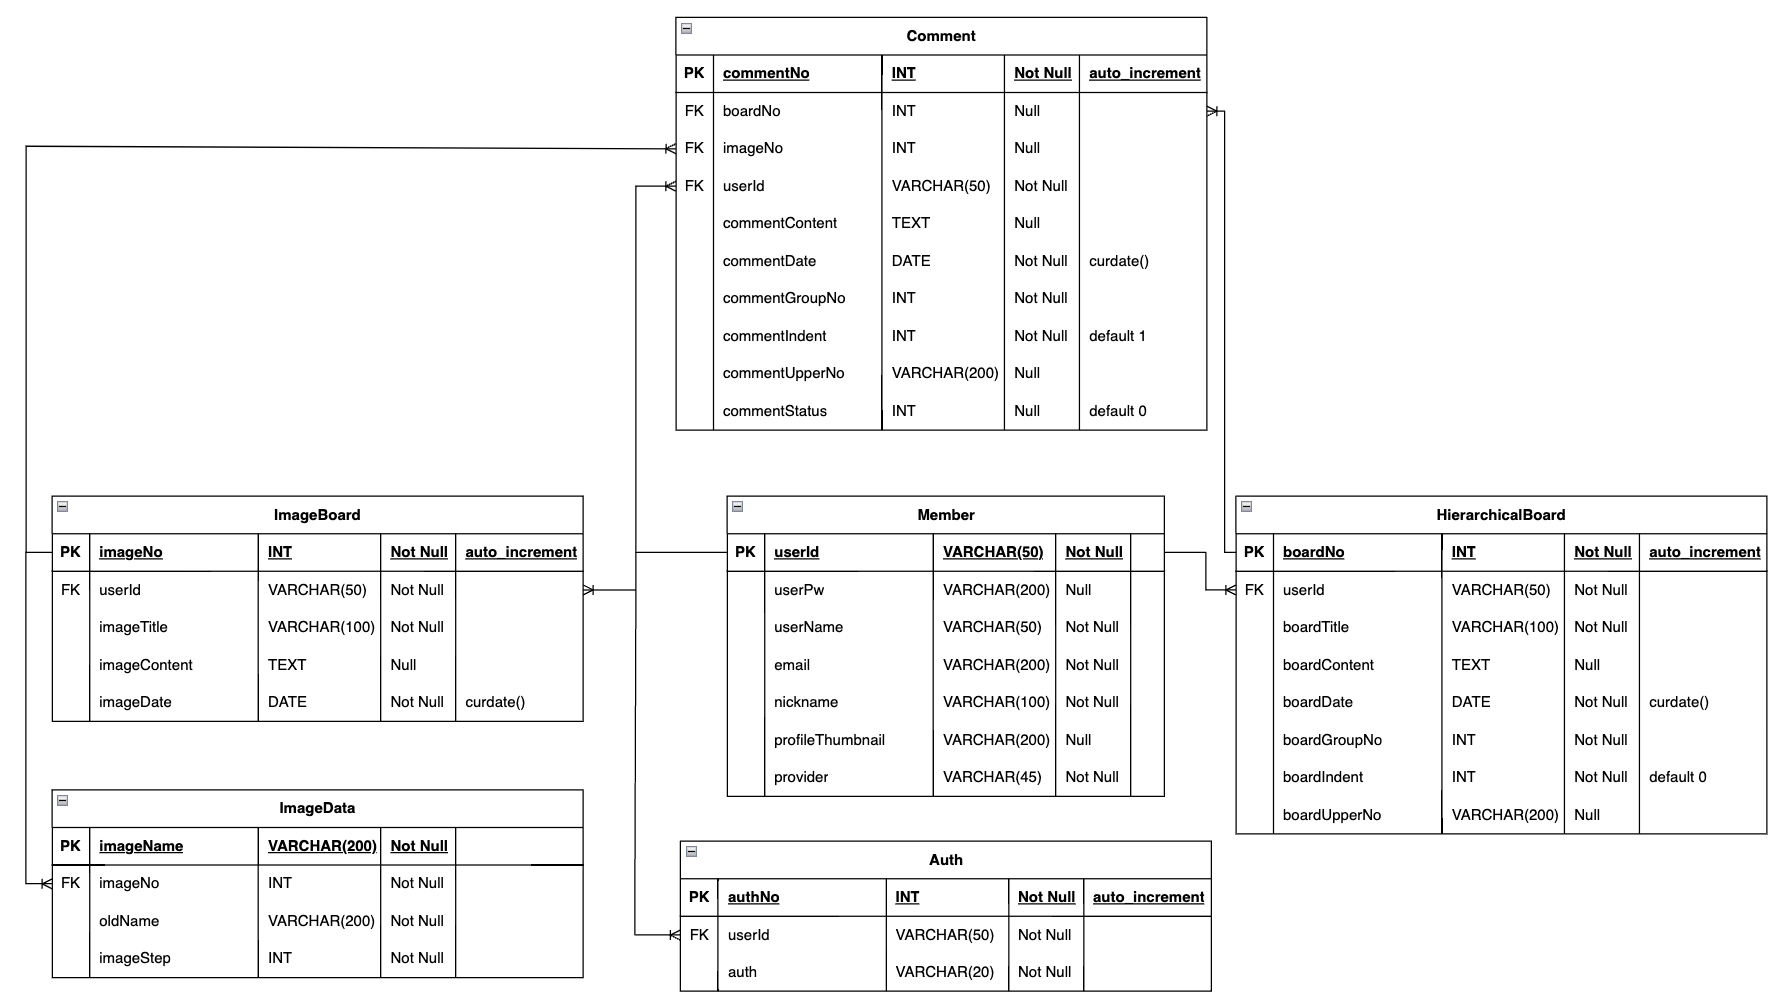 Comment
PK commentNo INT Not Null auto_increment
FK boardNo INT Null
FK imageNo INT Null
FK userId VARCHAR(50) Not Null
commentContent TEXT Null
commentDate DATE Not Null curdate()
commentGroupNo INT Not Null
commentIndent INT Not Null default 1
commentUpperNo VARCHAR(200) Null
commentStatus INT Null default 0
ImageBoard
PK imageNo INT Not Null auto_increment
FK userId VARCHAR(50) Not Null
imageTitle VARCHAR(100) Not Null
imageContent TEXT Null
imageDate DATE Not Null curdate()
Member
PK userId VARCHAR(50) Not Null
userPw VARCHAR(200) Null
userName VARCHAR(50) Not Null
email VARCHAR(200) Not Null
nickname VARCHAR(100) Not Null
profileThumbnail VARCHAR(200) Null
provider VARCHAR(45) Not Null
HierarchicalBoard
PK boardNo INT Not Null auto_increment
FK userId VARCHAR(50) Not Null
boardTitle VARCHAR(100) Not Null
boardContent TEXT Null
boardDate DATE Not Null curdate()
boardGroupNo INT Not Null
boardIndent INT Not Null default 0
boardUpperNo VARCHAR(200) Null
ImageData
PK imageName VARCHAR(200) Not Null
FK imageNo INT Not Null
oldName VARCHAR(200) Not Null
imageStep INT Not Null
Auth
PK authNo INT Not Null auto_increment
FK userId VARCHAR(50) Not Null
auth VARCHAR(20) Not Null